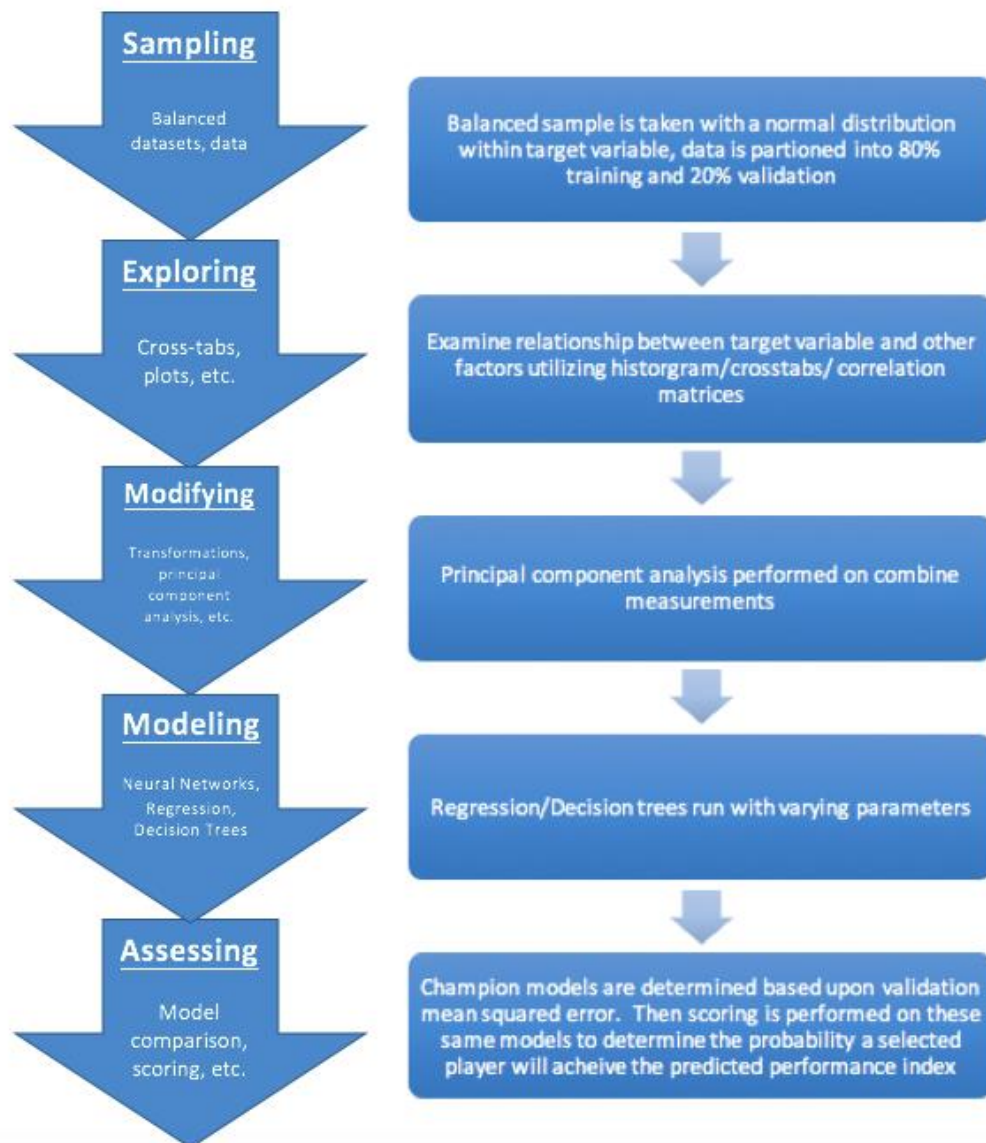 Sampling
Balanced
datasets, data
Balanced sample is taken with a normal distribution
within target variable, data is partioned into 80%
training and 20% validation
Exploring
Cross-tabs,
plots, etc.
Examine relationship between target variable and other
factors utilizing historgram/crosstabs/ correlation
matrices
Modifying
Transformations,
principal
component
analysis, etc.
Principal component analysis performed on combine
measurements
Modeling
Neural Networks,
Regression,
Decision Trees
Regression/Decision trees run with varying parameters
Assessing
Model
comparison,
scoring, etc.
Champion models are determined based upon validation
mean squared error.  Then scoring is performed on these
same models to determine the probability a selected
player will acheive the predicted performance index